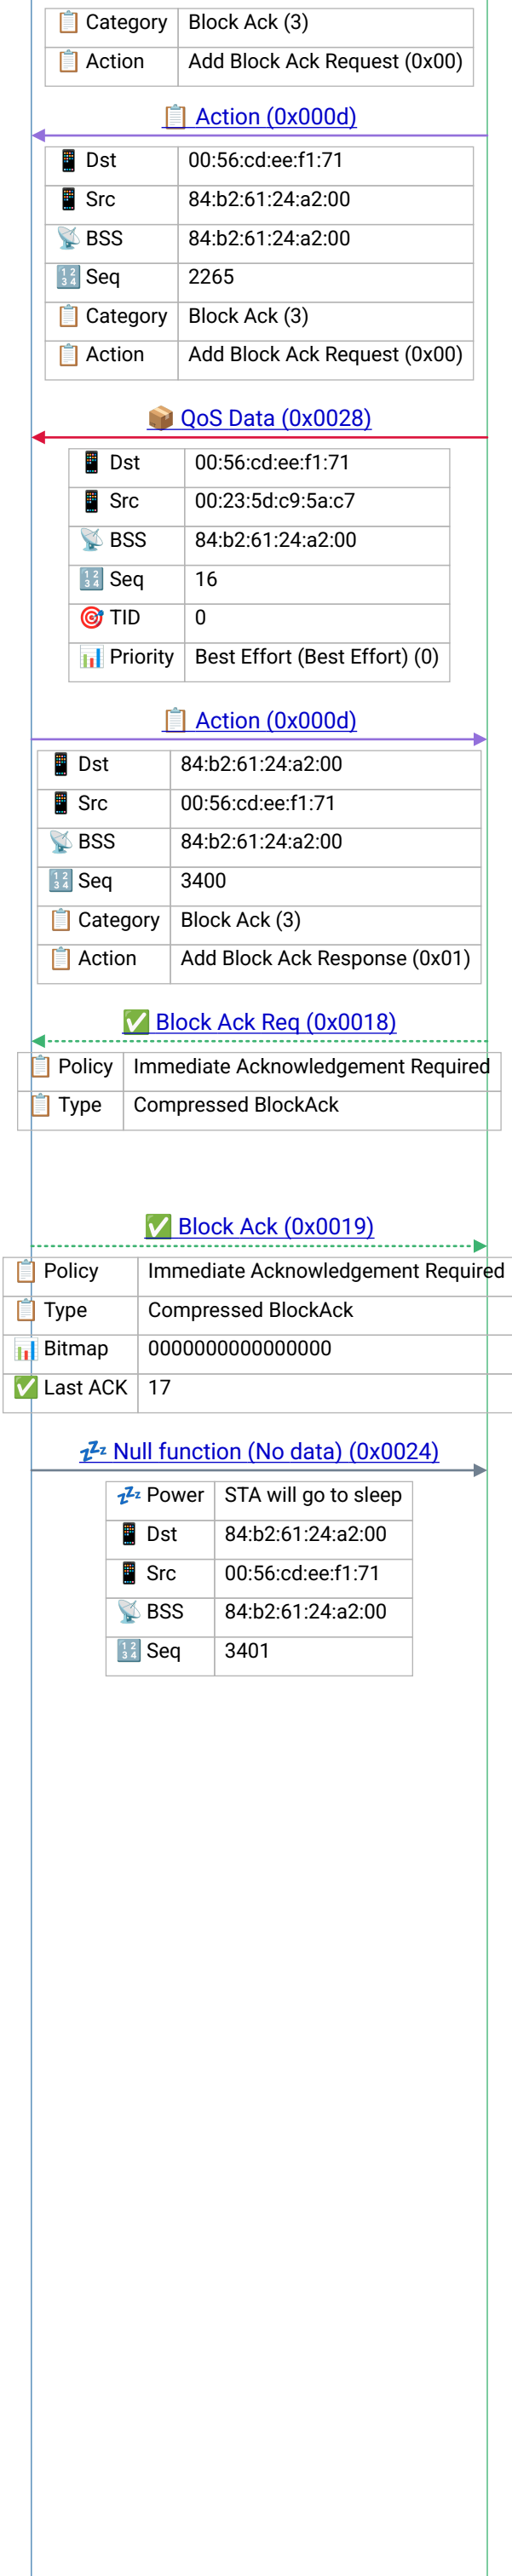 📋 Category Block Ack (3)
📋 Action Add Block Ack Request (0x00)
📋 Action (0x000d)
📱 Dst 00:56:cd:ee:f1:71
📱 Src 84:b2:61:24:a2:00
📡 BSS 84:b2:61:24:a2:00
🔢 Seq 2265
📋 Category Block Ack (3)
📋 Action Add Block Ack Request (0x00)
📦 QoS Data (0x0028)
📱 Dst 00:56:cd:ee:f1:71
📱 Src 00:23:5d:c9:5a:c7
📡 BSS 84:b2:61:24:a2:00
🔢 Seq 16
🎯 TID 0
📊 Priority Best Effort (Best Effort) (0)
📋 Action (0x000d)
📱 Dst 84:b2:61:24:a2:00
📱 Src 00:56:cd:ee:f1:71
📡 BSS 84:b2:61:24:a2:00
🔢 Seq 3400
📋 Category Block Ack (3)
📋 Action Add Block Ack Response (0x01)
✅ Block Ack Req (0x0018)
📋 Policy Immediate Acknowledgement Required
📋 Type Compressed BlockAck
✅ Block Ack (0x0019)
📋 Policy Immediate Acknowledgement Required
📋 Type Compressed BlockAck
📊 Bitmap 0000000000000000
✅ Last ACK 17
💤 Null function (No data) (0x0024)
💤 Power STA will go to sleep
📱 Dst 84:b2:61:24:a2:00
📱 Src 00:56:cd:ee:f1:71
📡 BSS 84:b2:61:24:a2:00
🔢 Seq 3401